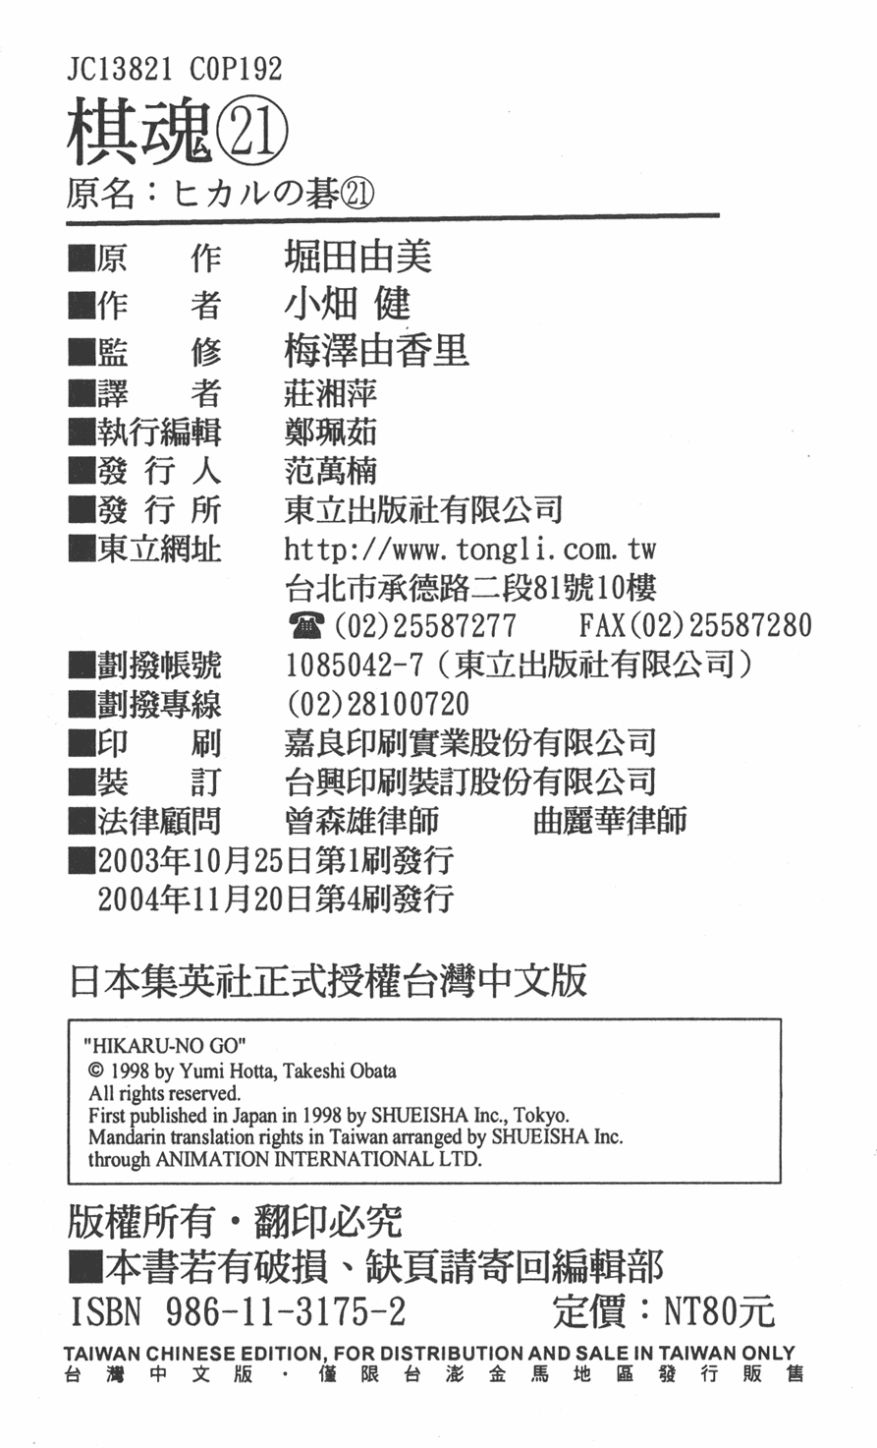 JC13821 C0P192
棋魂㉑
原名：ヒカルの碁㉑
■原　作 堀田由美
■作　者 小畑 健
■監　修 梅澤由香里
■譯　者 莊湘萍
■執行編輯 鄭珮茹
■發行人 范萬楠
■發行所 東立出版社有限公司
■東立網址 http://www.tongli.com.tw
台北市承德路二段81號10樓
☎(02)25587277 FAX(02)25587280
■劃撥帳號 1085042-7（東立出版社有限公司）
■劃撥專線 (02)28100720
■印　刷 嘉良印刷實業股份有限公司
■裝　訂 台興印刷裝訂股份有限公司
■法律顧問 曾森雄律師 曲麗華律師
■2003年10月25日第1刷發行
2004年11月20日第4刷發行
日本集英社正式授權台灣中文版
"HIKARU-NO GO"
© 1998 by Yumi Hotta, Takeshi Obata
All rights reserved.
First published in Japan in 1998 by SHUEISHA Inc., Tokyo.
Mandarin translation rights in Taiwan arranged by SHUEISHA Inc.
through ANIMATION INTERNATIONAL LTD.
版權所有・翻印必究
■本書若有破損、缺頁請寄回編輯部
ISBN 986-11-3175-2 定價：NT80元
TAIWAN CHINESE EDITION, FOR DISTRIBUTION AND SALE IN TAIWAN ONLY
台灣中文版・僅限台澎金馬地區發行販售